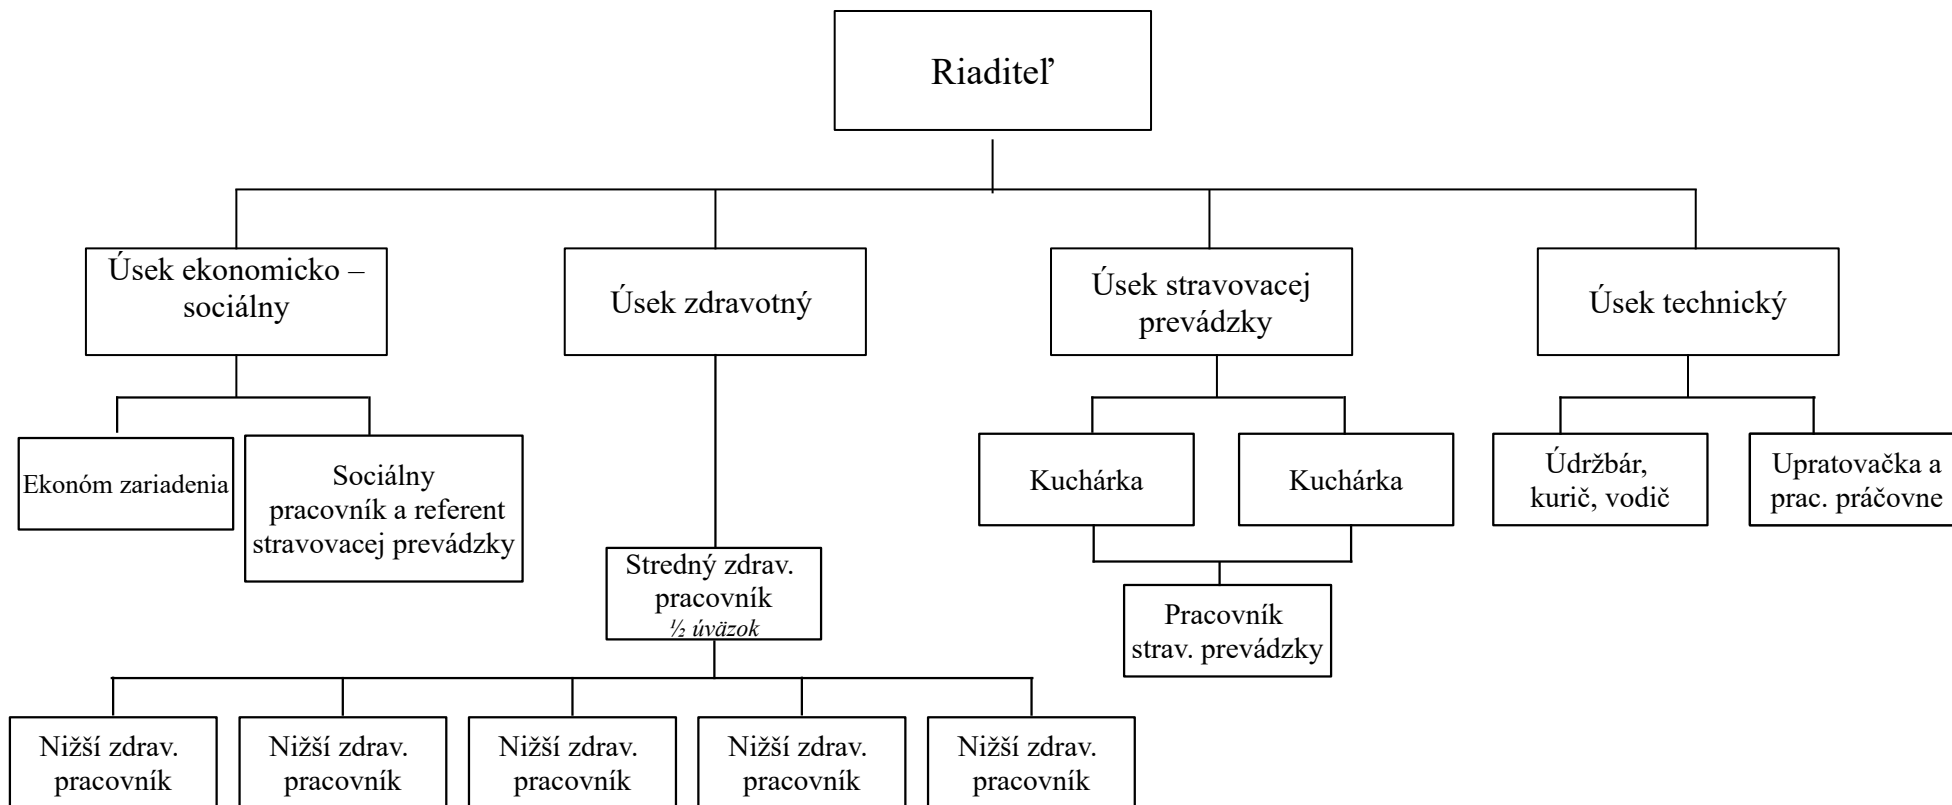 Riaditeľ
Úsek ekonomicko –
sociálny
Úsek zdravotný
Úsek stravovacej
prevádzky
Úsek technický
Ekonóm zariadenia
Sociálny
pracovník a referent
stravovacej prevádzky
Kuchárka
Kuchárka
Údržbár,
kurič, vodič
Upratovačka a
prac. práčovne
Stredný zdrav.
pracovník
½ úväzok
Pracovník
strav. prevádzky
Nižší zdrav.
pracovník
Nižší zdrav.
pracovník
Nižší zdrav.
pracovník
Nižší zdrav.
pracovník
Nižší zdrav.
pracovník